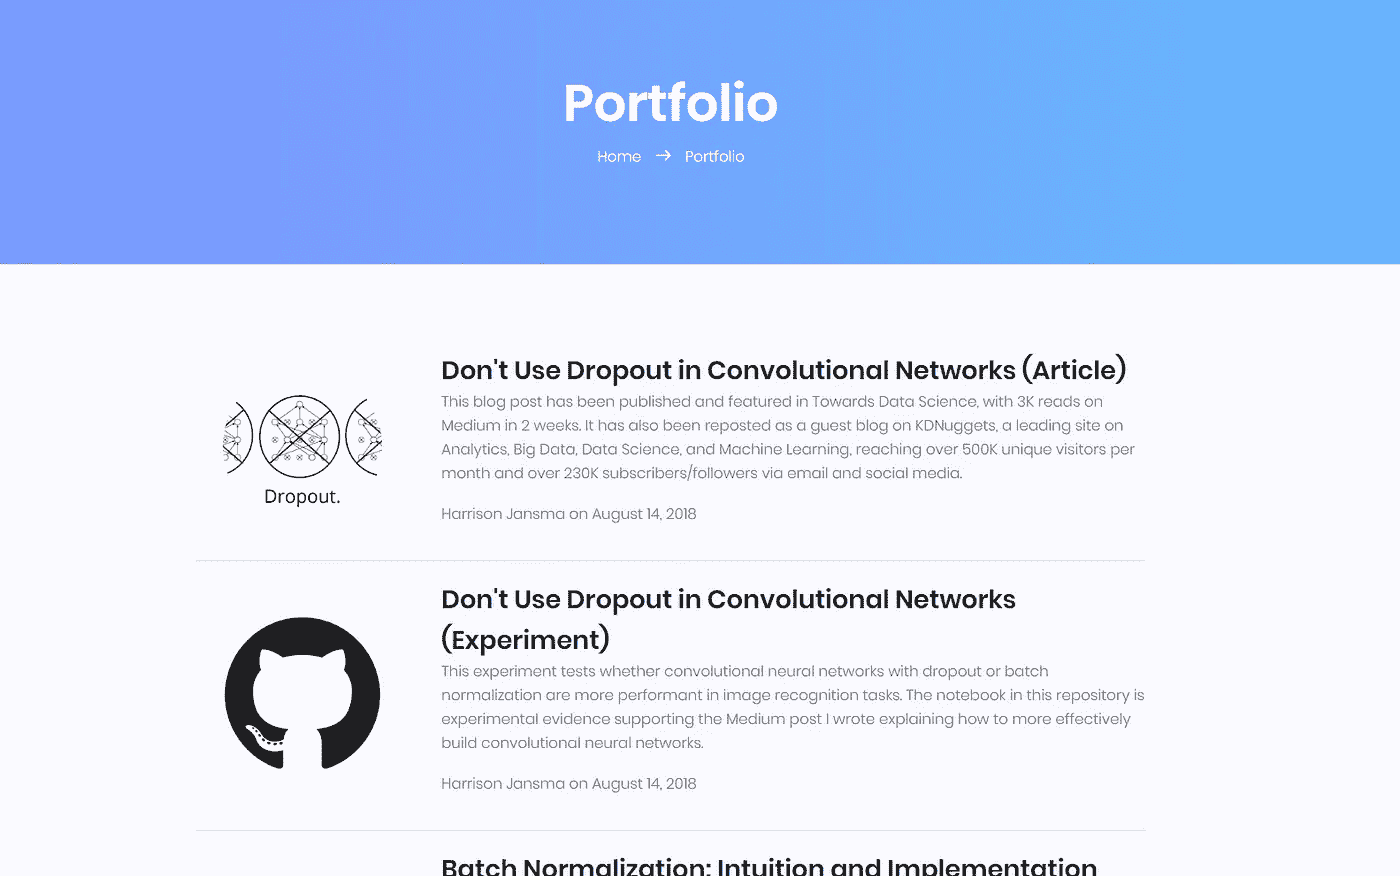 Portfolio
Home → Portfolio
Don't Use Dropout in Convolutional Networks (Article)
This blog post has been published and featured in Towards Data Science, with 3K reads on
Medium in 2 weeks. It has also been reposted as a guest blog on KDNuggets, a leading site on
Analytics, Big Data, Data Science, and Machine Learning, reaching over 500K unique visitors per
month and over 230K subscribers/followers via email and social media.
Dropout.
Harrison Jansma on August 14, 2018
Don't Use Dropout in Convolutional Networks
(Experiment)
This experiment tests whether convolutional neural networks with dropout or batch
normalization are more performant in image recognition tasks. The notebook in this repository is
experimental evidence supporting the Medium post I wrote explaining how to more effectively
build convolutional neural networks.
Harrison Jansma on August 14, 2018
Batch Normalization: Intuition and Implementation